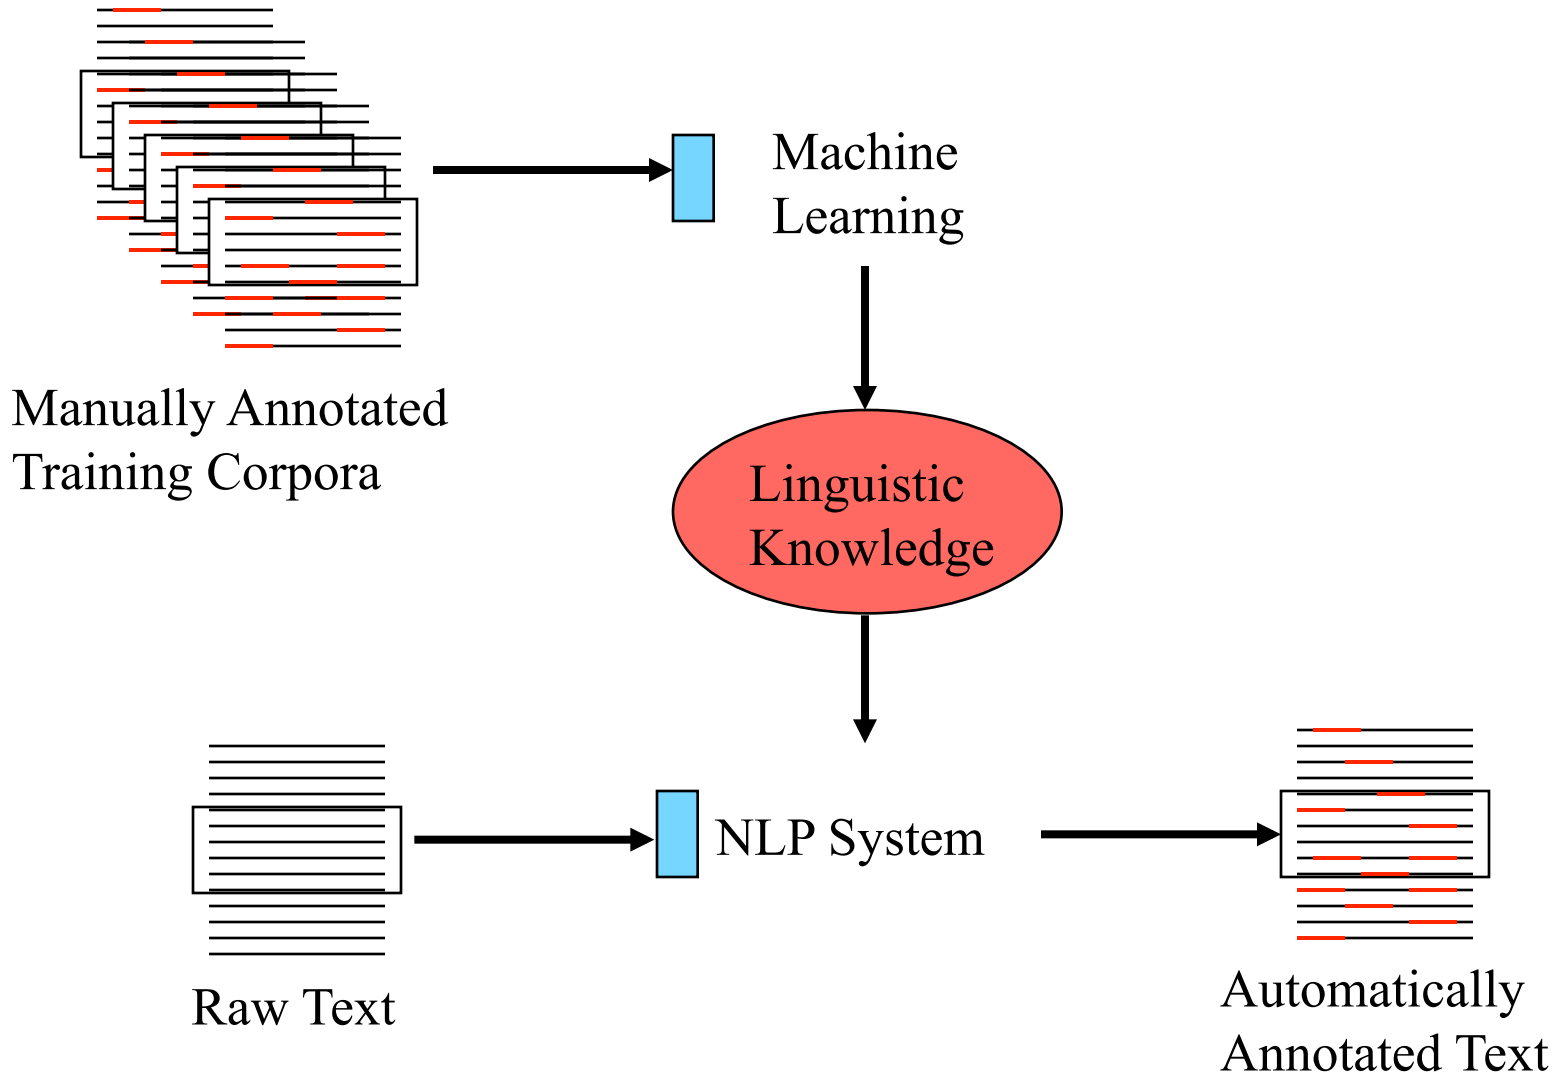 Machine
Learning
Manually Annotated
Training Corpora
Linguistic
Knowledge
NLP System
Raw Text
Automatically
Annotated Text